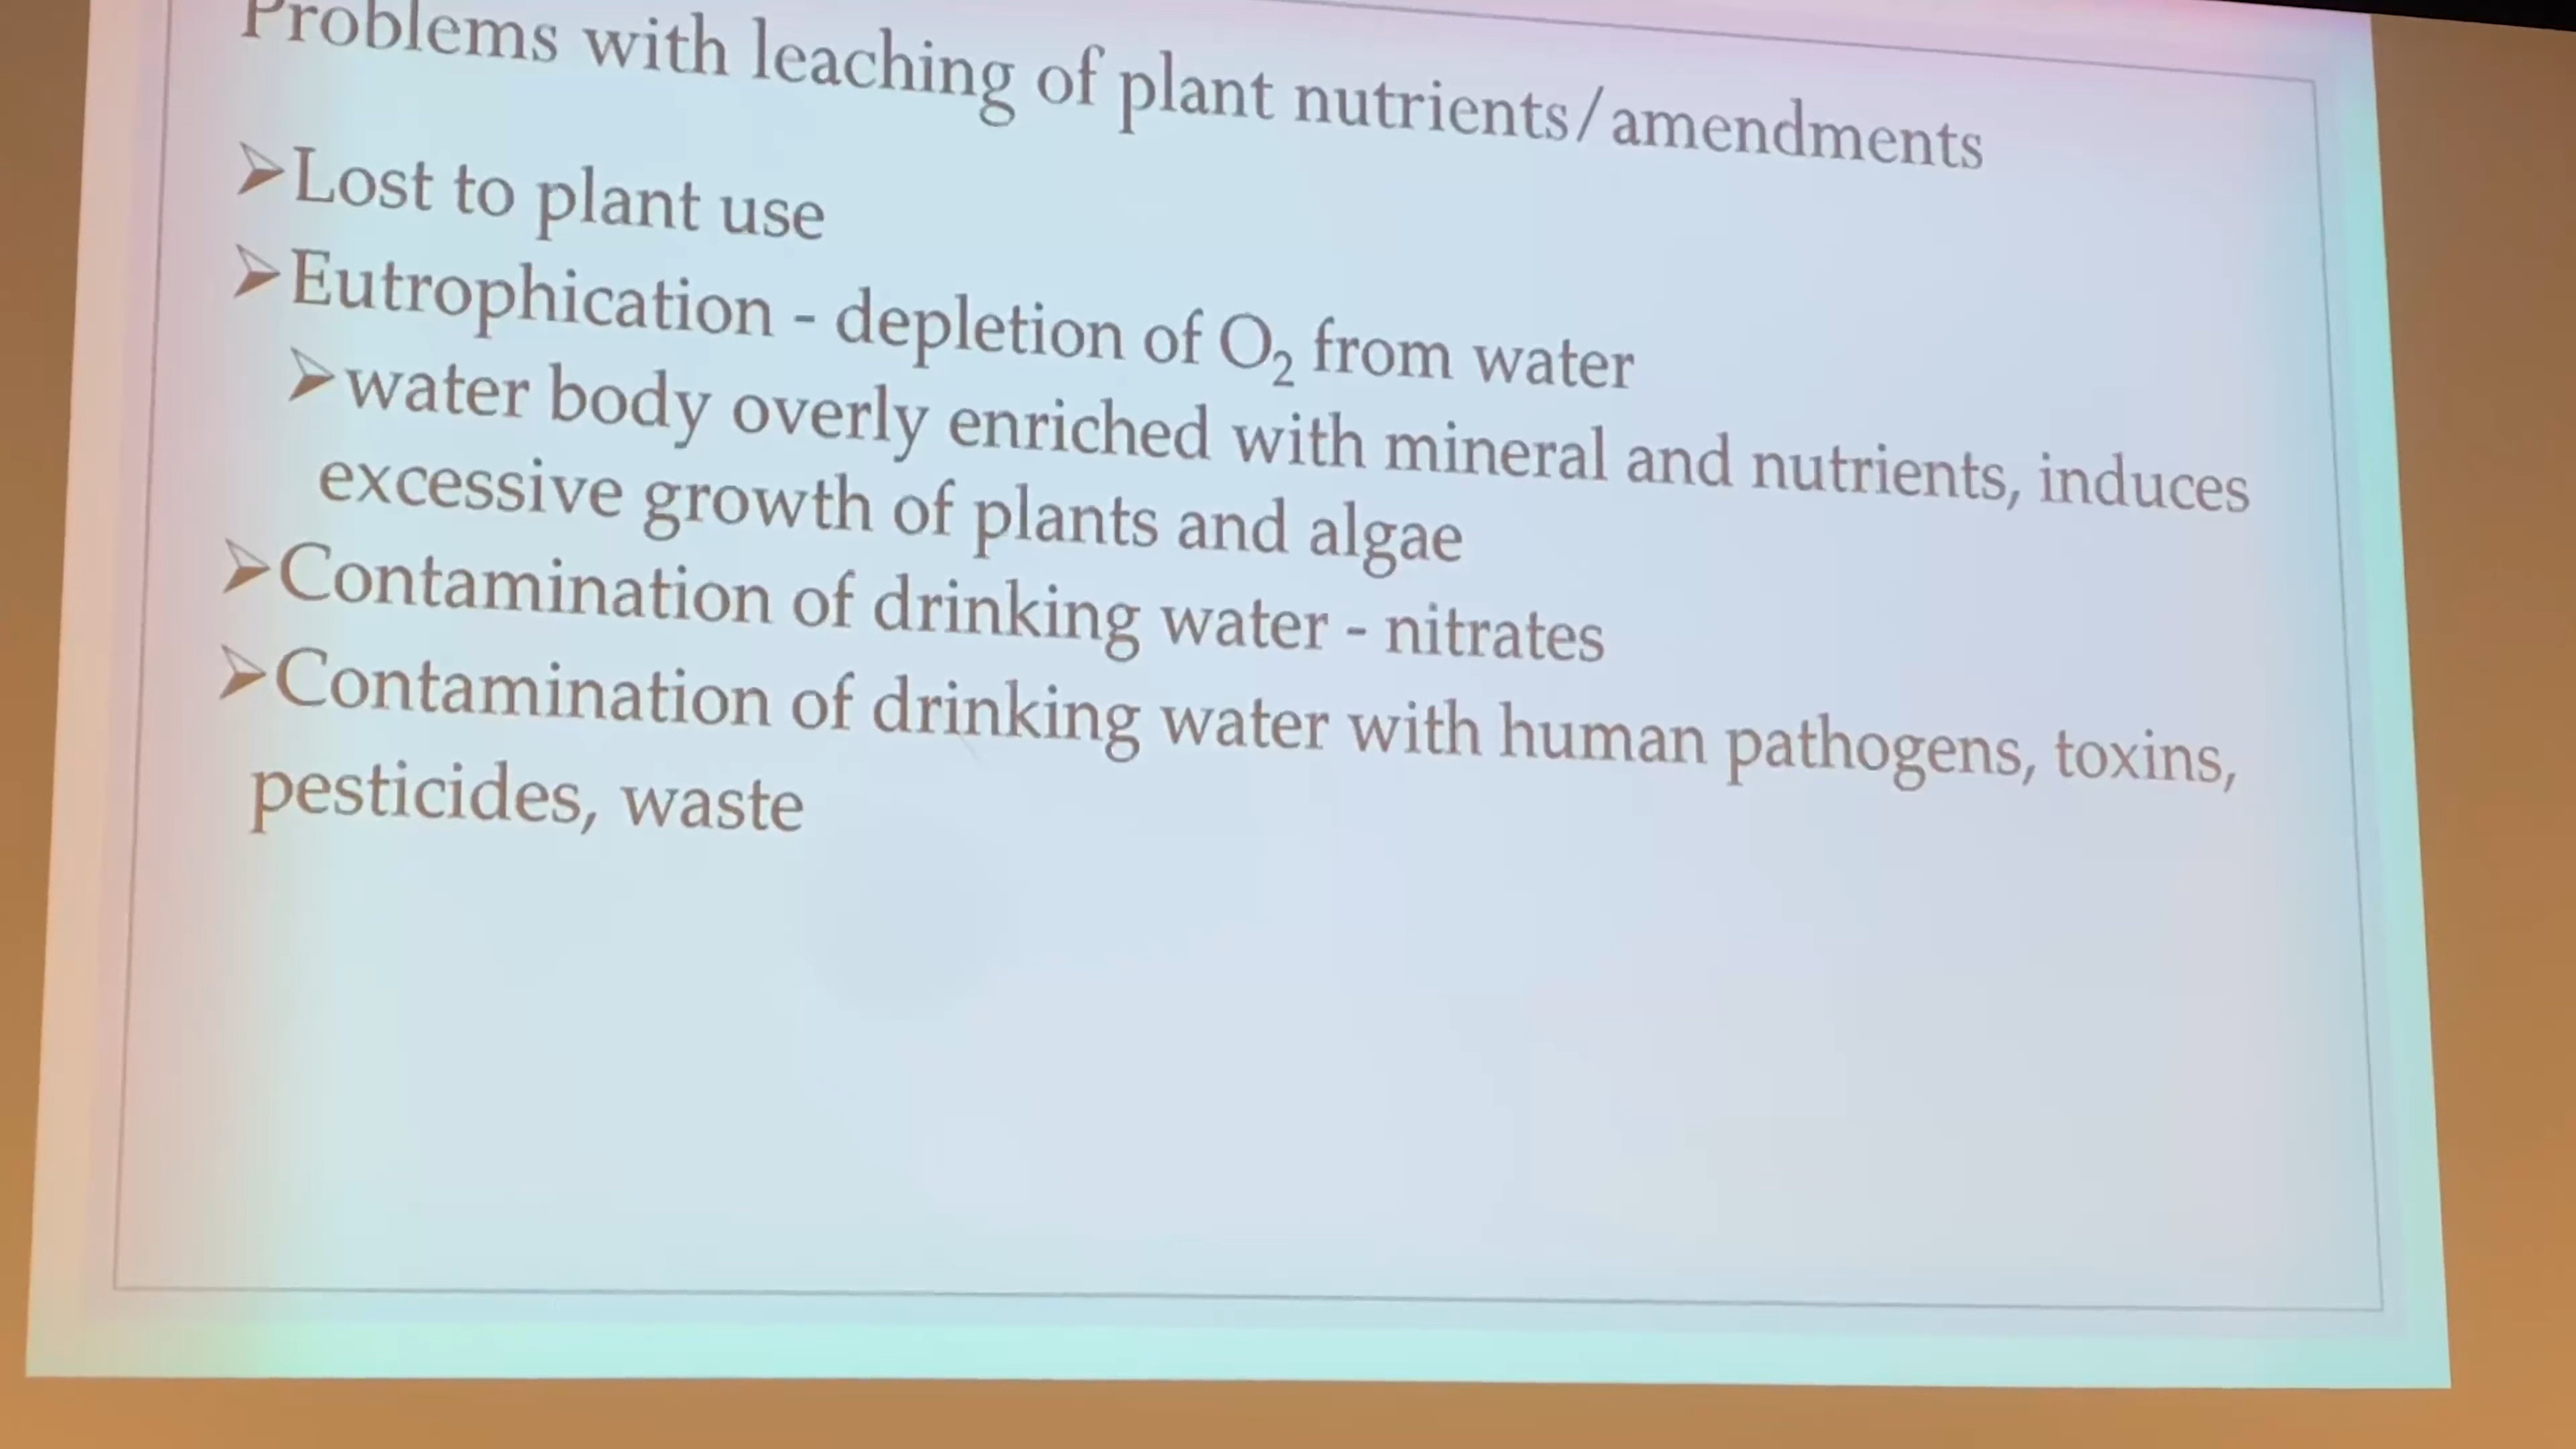 Problems with leaching of plant nutrients/amendments
➢Lost to plant use
➢Eutrophication - depletion of O₂ from water
➢water body overly enriched with mineral and nutrients, induces
excessive growth of plants and algae
➢Contamination of drinking water - nitrates
➢Contamination of drinking water with human pathogens, toxins,
pesticides, waste